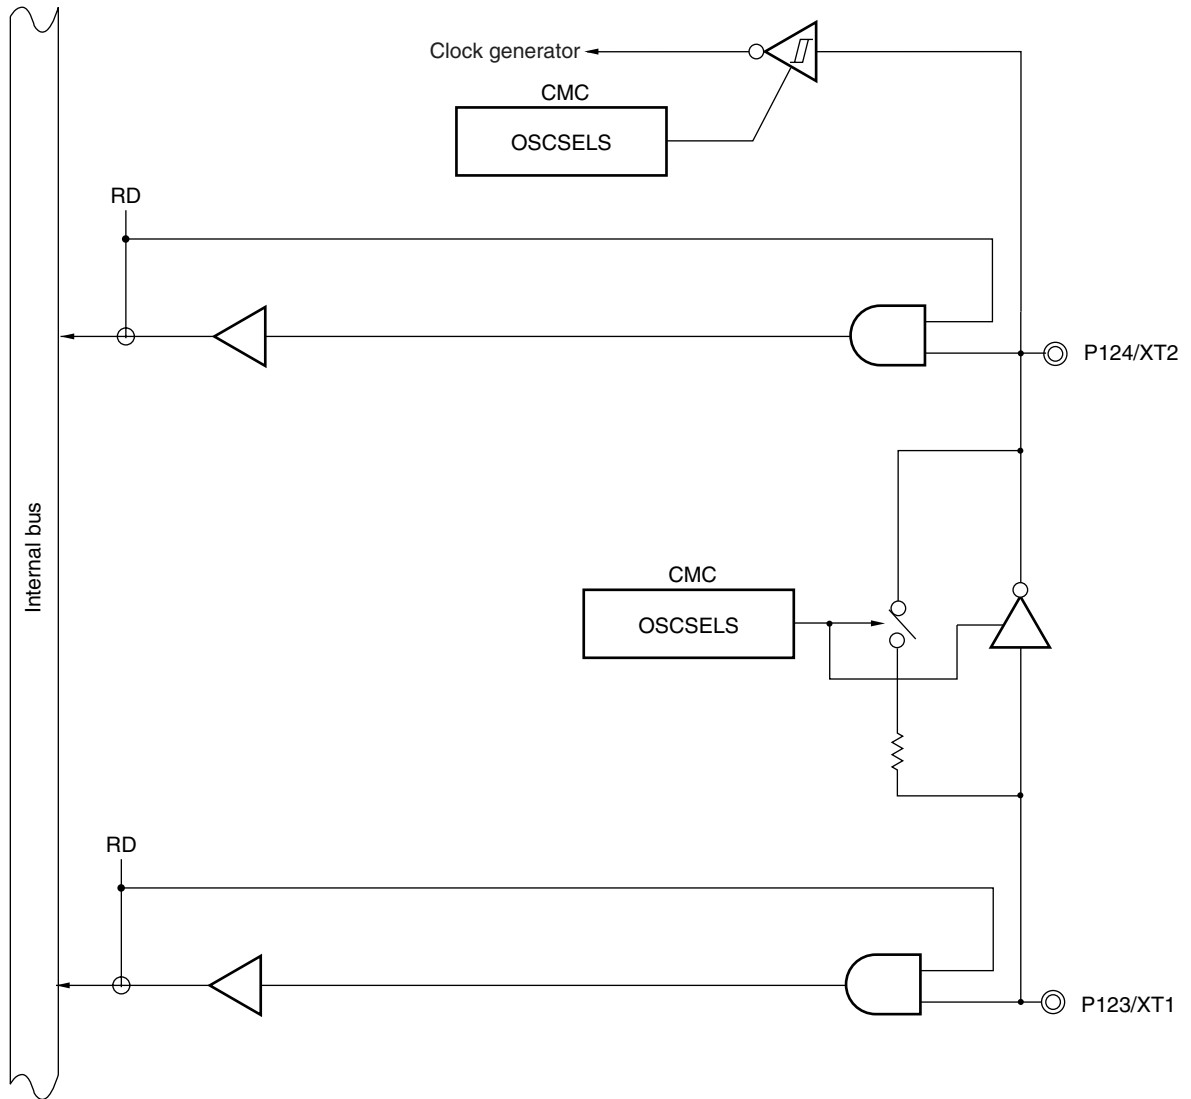 Clock generator
CMC
OSCSELS
RD
P124/XT2
Internal bus
CMC
OSCSELS
RD
P123/XT1